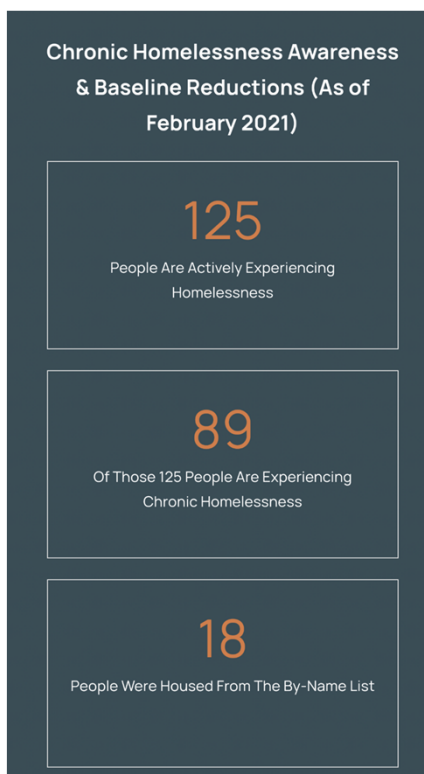 Chronic Homelessness Awareness
& Baseline Reductions (As of
February 2021)
125
People Are Actively Experiencing
Homelessness
89
Of Those 125 People Are Experiencing
Chronic Homelessness
18
People Were Housed From The By-Name List